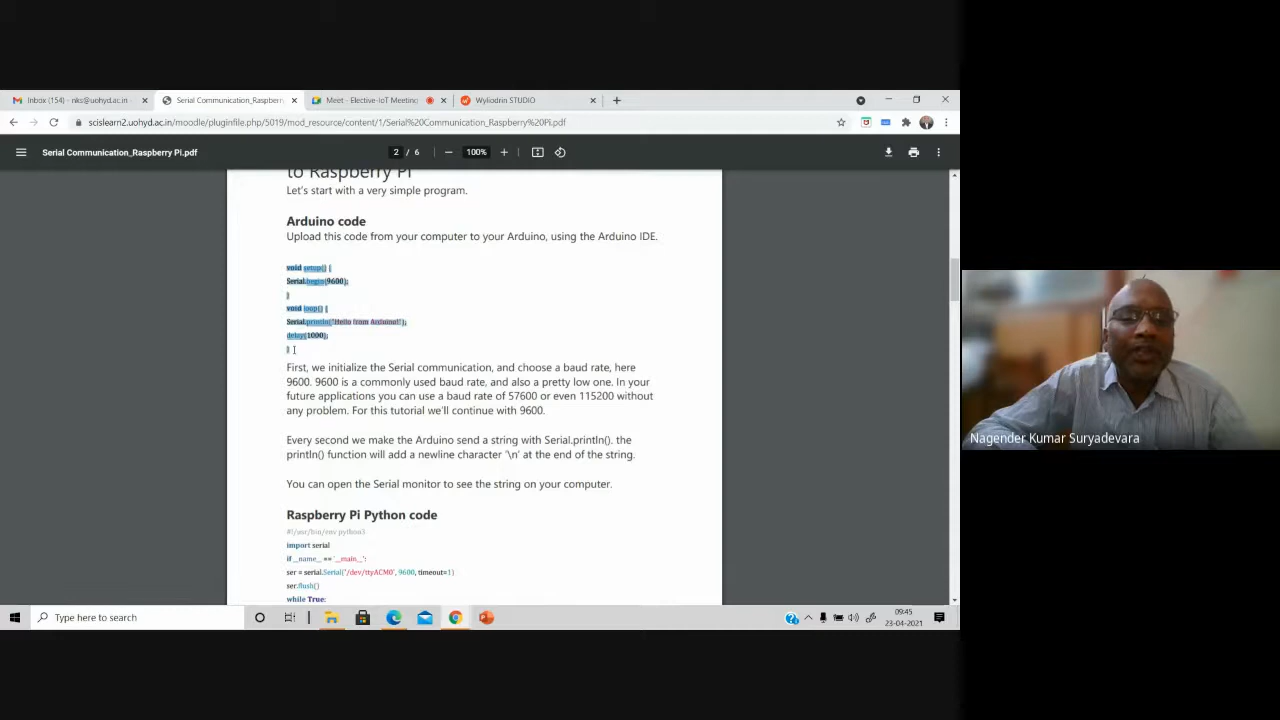 Inbox (154) - nks@uohyd.ac.in
Serial Communication_Raspberry
Meet - Elective-IoT Meeting
Wyliodrin STUDIO
scislearn2.uohyd.ac.in/moodle/pluginfile.php/5019/mod_resource/content/1/Serial%20Communication_Raspberry%20Pi.pdf
Serial Communication_Raspberry Pi.pdf
2 / 6
100%
to Raspberry Pi
Let's start with a very simple program.
Arduino code
Upload this code from your computer to your Arduino, using the Arduino IDE.
void setup() {
Serial.begin(9600);
}
void loop() {
Serial.println("Hello from Arduino!");
delay(1000);
}
First, we initialize the Serial communication, and choose a baud rate, here
9600. 9600 is a commonly used baud rate, and also a pretty low one. In your
future applications you can use a baud rate of 57600 or even 115200 without
any problem. For this tutorial we'll continue with 9600.
Every second we make the Arduino send a string with Serial.println(). the
println() function will add a newline character '\n' at the end of the string.
You can open the Serial monitor to see the string on your computer.
Raspberry Pi Python code
#!/usr/bin/env python3
import serial
if __name__ == '__main__':
ser = serial.Serial('/dev/ttyACM0', 9600, timeout=1)
ser.flush()
while True:
Nagender Kumar Suryadevara
Type here to search
09:45
23-04-2021